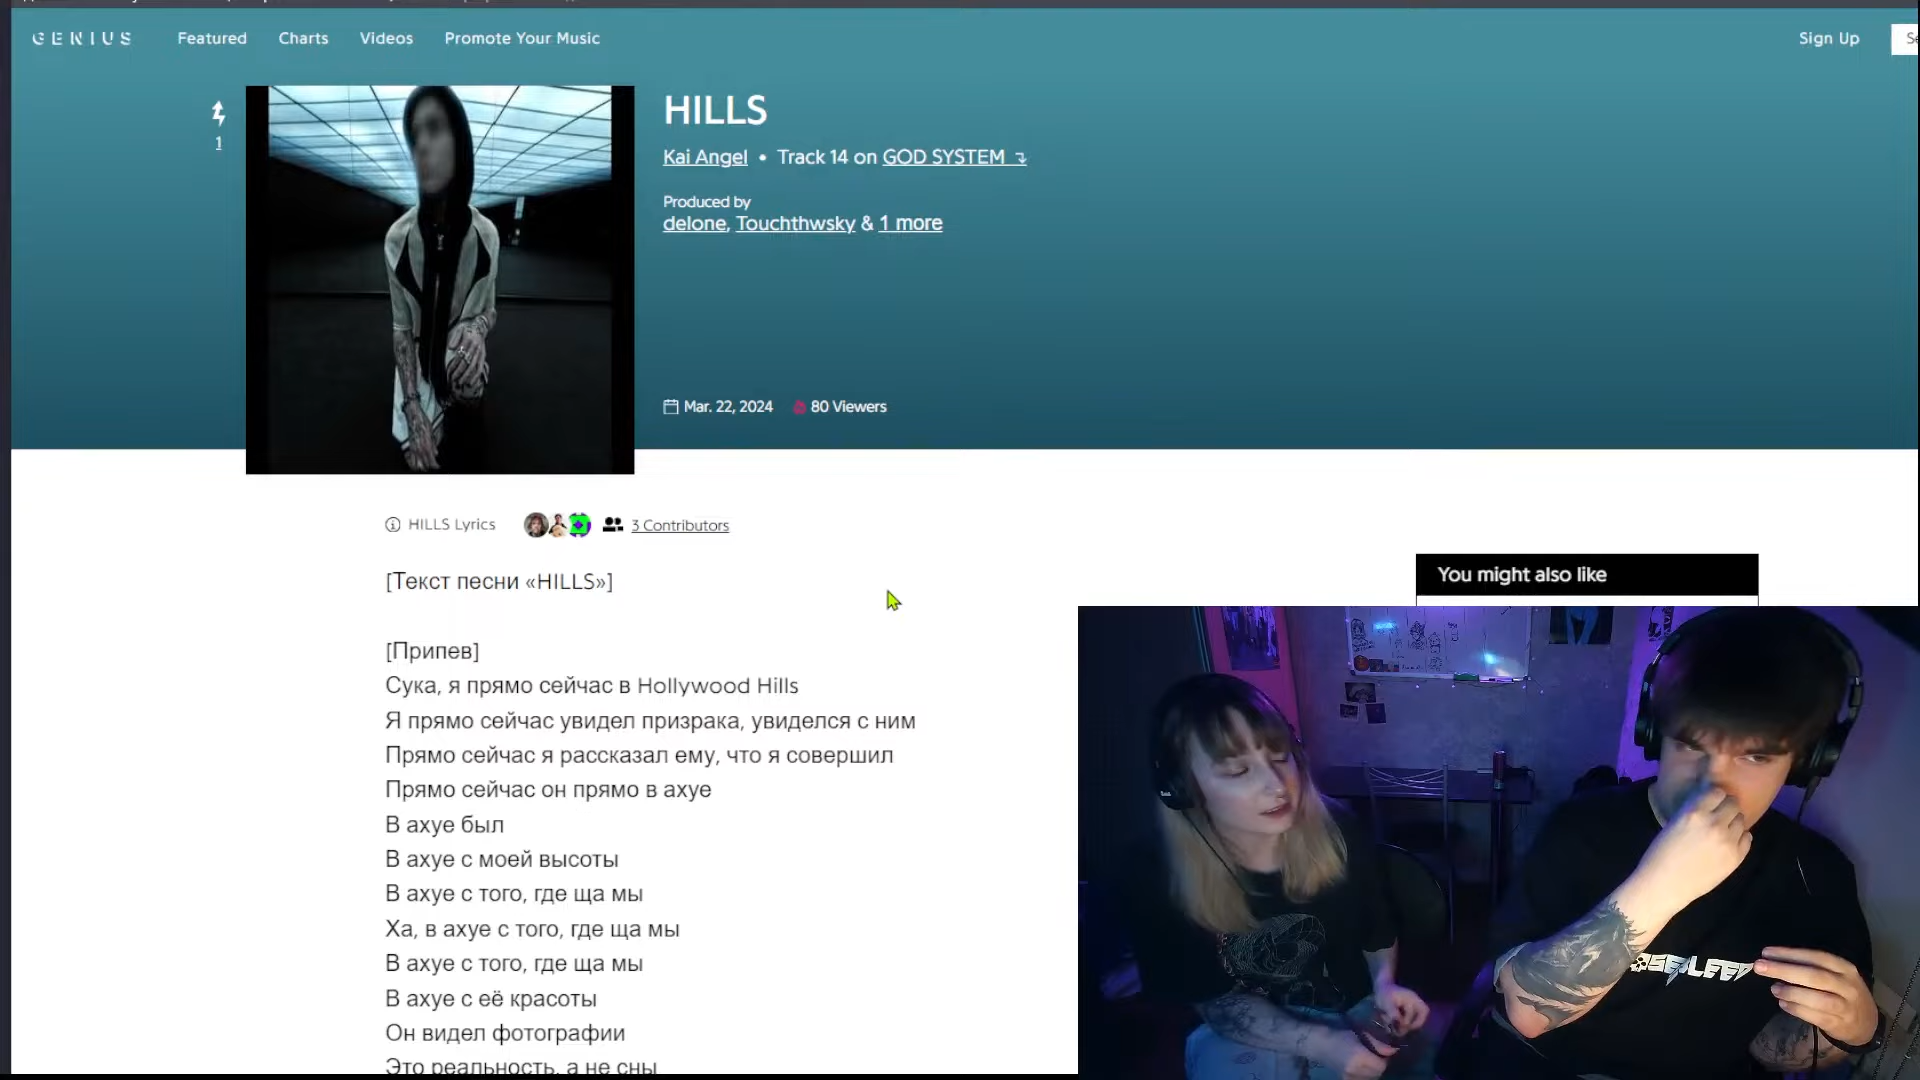 GENIUS
Featured
Charts
Videos
Promote Your Music
Sign Up
1
HILLS
Kai Angel • Track 14 on GOD SYSTEM
Produced by
delone, Touchthwsky & 1 more
Mar. 22, 2024
80 Viewers
HILLS Lyrics
3 Contributors
[Текст песни «HILLS»]
You might also like
[Припев]
Сука, я прямо сейчас в Hollywood Hills
Я прямо сейчас увидел призрака, увиделся с ним
Прямо сейчас я рассказал ему, что я совершил
Прямо сейчас он прямо в ахуе
В ахуе был
В ахуе с моей высоты
В ахуе с того, где ща мы
Ха, в ахуе с того, где ща мы
В ахуе с того, где ща мы
В ахуе с её красоты
Он видел фотографии
Это реальность, а не сны